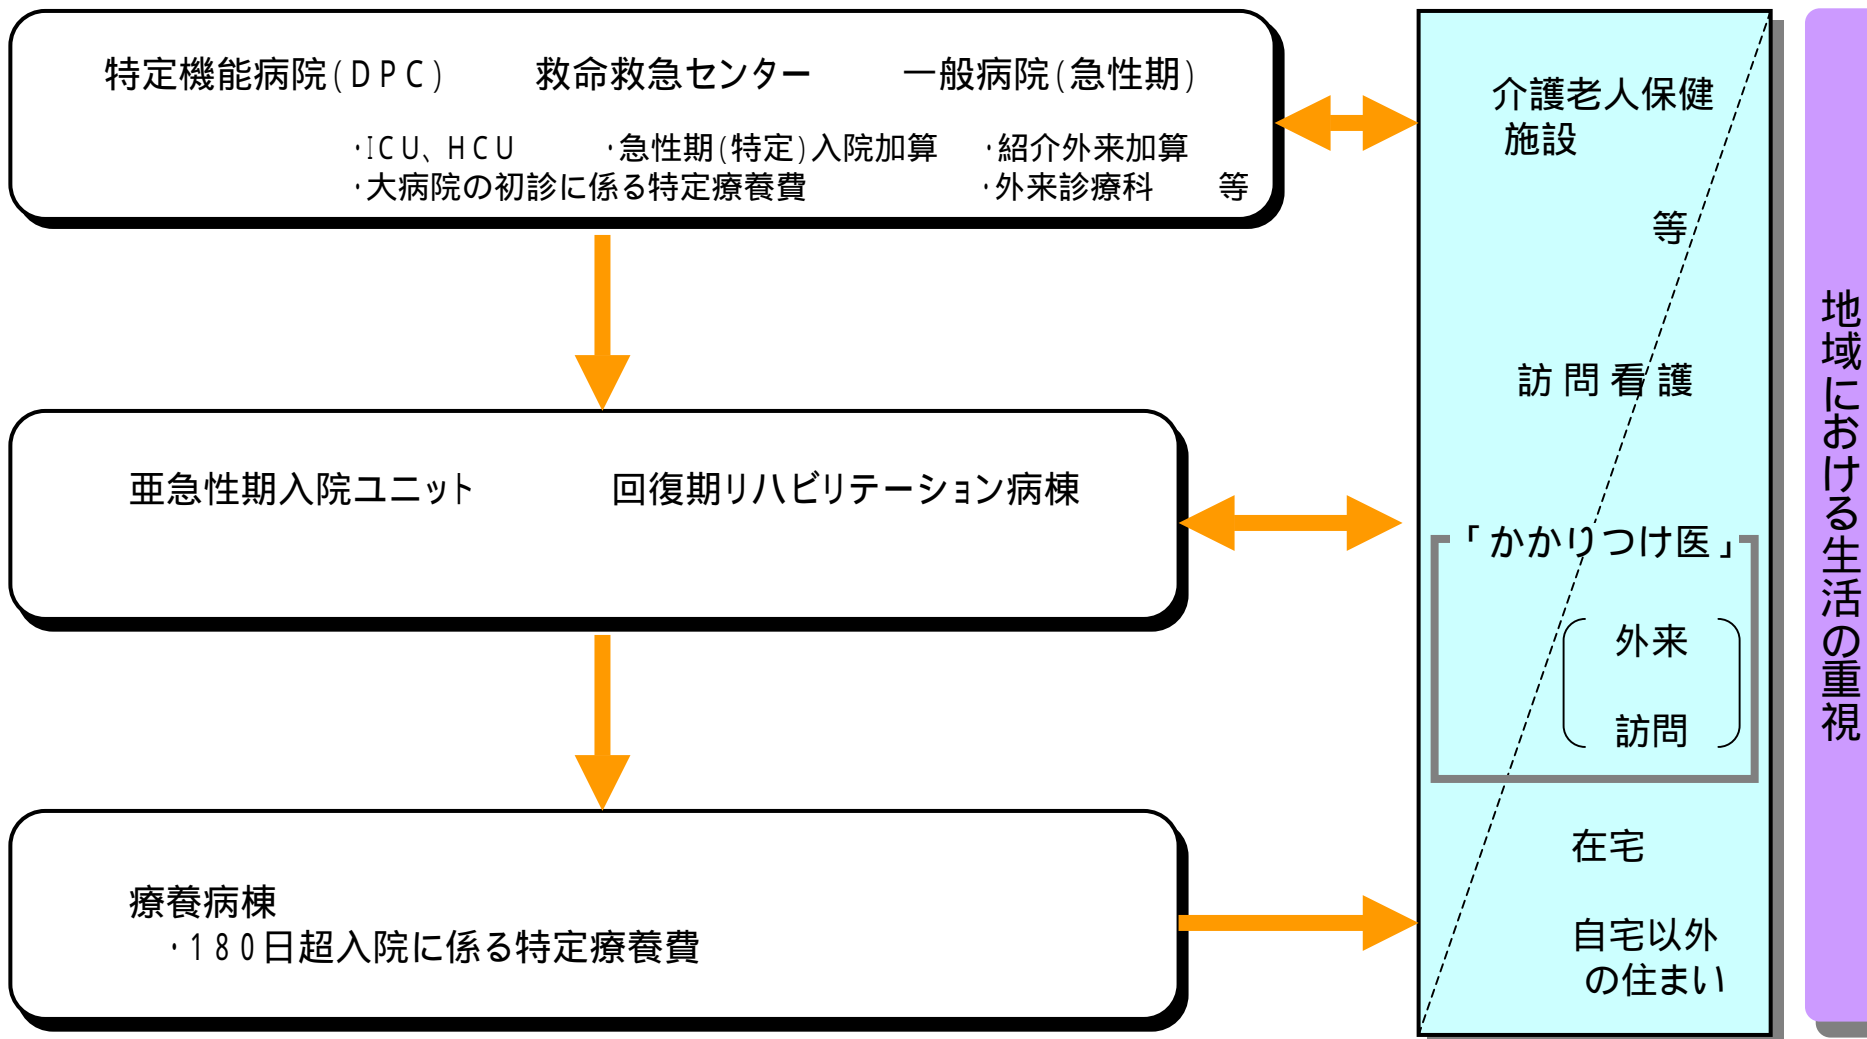 特定機能病院(DPC)　救命救急センター　一般病院(急性期)
・ICU、HCU　・急性期(特定)入院加算　・紹介外来加算
・大病院の初診に係る特定療養費　・外来診療科　等
亜急性期入院ユニット　回復期リハビリテーション病棟
療養病棟
・180日超入院に係る特定療養費
介護老人保健
施設
等
訪問看護
「かかりつけ医」
外来
訪問
在宅
自宅以外
の住まい
地域における生活の重視